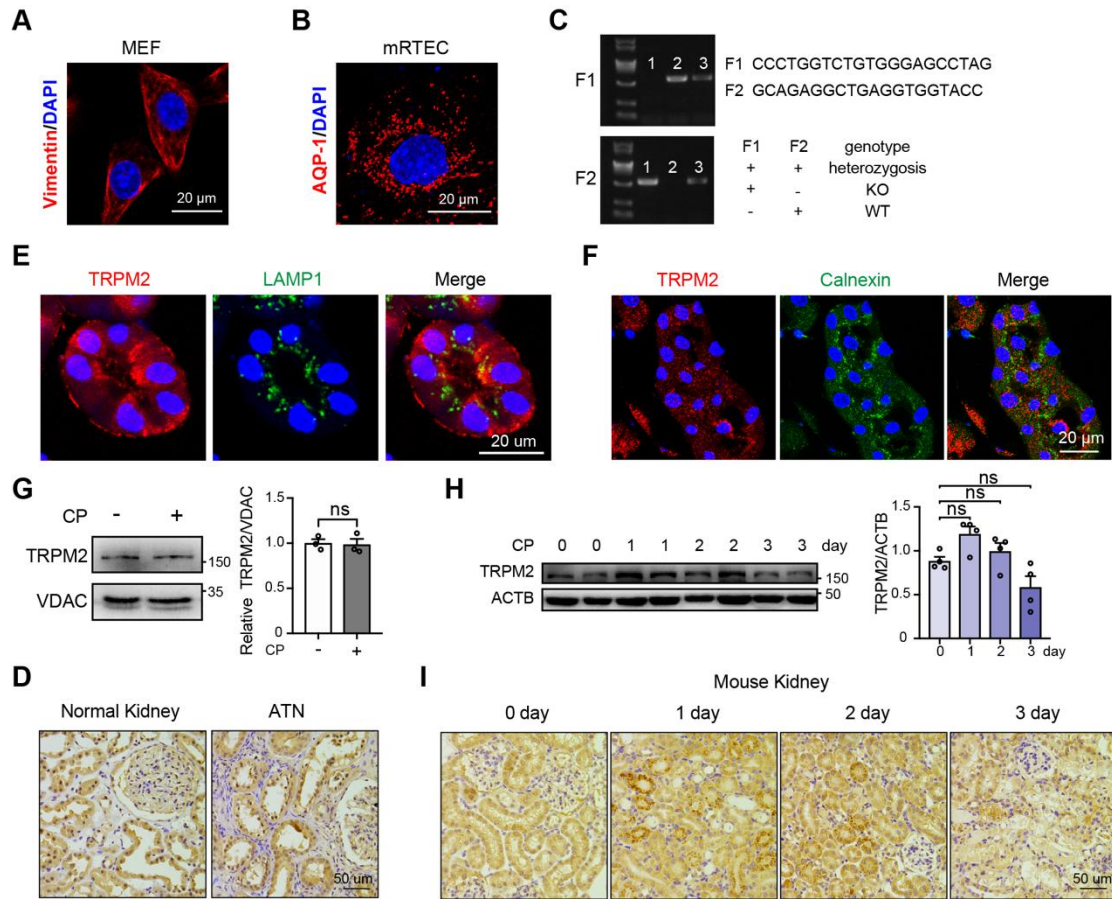 A
MEF
Vimentin/DAPI
20 µm
B
mRTEC
AQP-1/DAPI
20 µm
C
F1
1 2 3
F1 CCCTGGTCTGTGGGAGCCTAG
F2 GCAGAGGCTGAGGTGGTACC
F2
1 2 3
F1 F2 genotype
+ + heterozygosis
+ - KO
- + WT
E
TRPM2 LAMP1 Merge
20 um
F
TRPM2 Calnexin Merge
20 µm
G
CP - +
TRPM2
150
VDAC
35
Relative TRPM2/VDAC
ns
1.5
1.0
0.5
0.0
CP - +
H
CP 0 0 1 1 2 2 3 3 day
TRPM2
150
ACTB
50
TRPM2/ACTB
ns
ns
ns
1.5
1.0
0.5
0.0
0 1 2 3 day
D
Normal Kidney ATN
50 um
I
Mouse Kidney
0 day 1 day 2 day 3 day
50 um